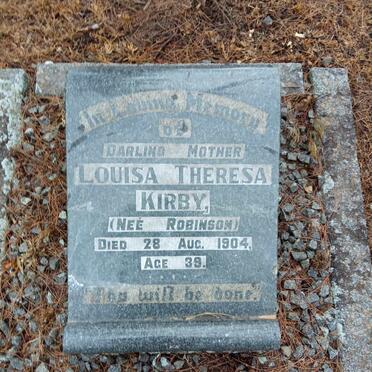 In Loving Memory
OF
DARLING MOTHER
LOUISA THERESA
KIRBY,
(NEE ROBINSON)
DIED 28 AUG. 1904.
AGE 39.
"Thy will be done."